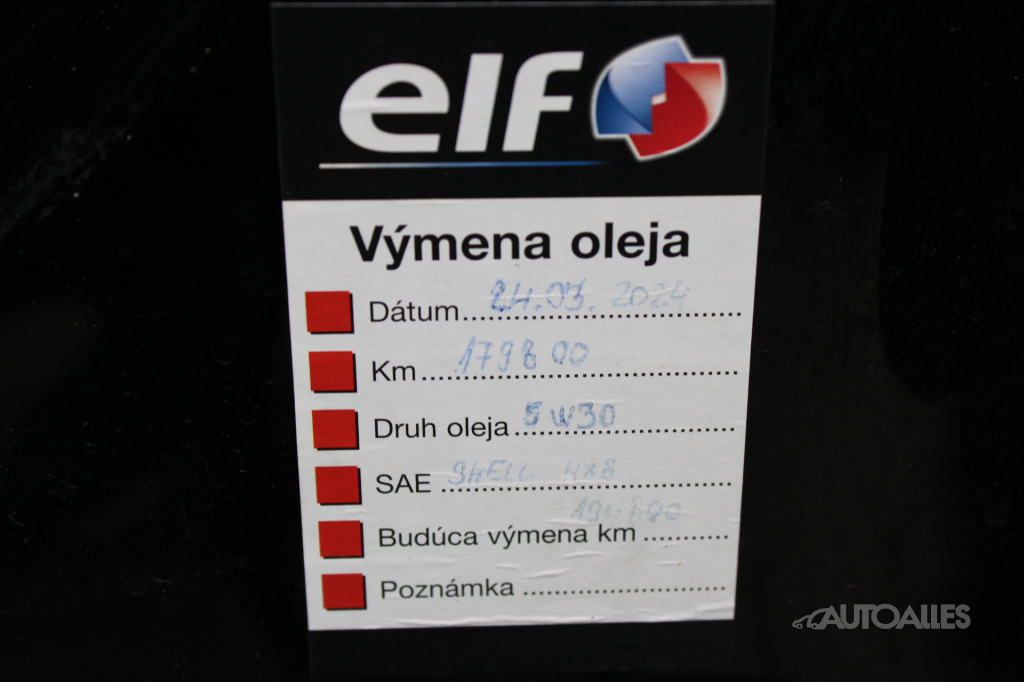 elf
Výmena oleja
Dátum 24.03.2024
Km 179800
Druh oleja 5W30
SAE SHELL 4x8
Budúca výmena km
Poznámka
AUTOALLES